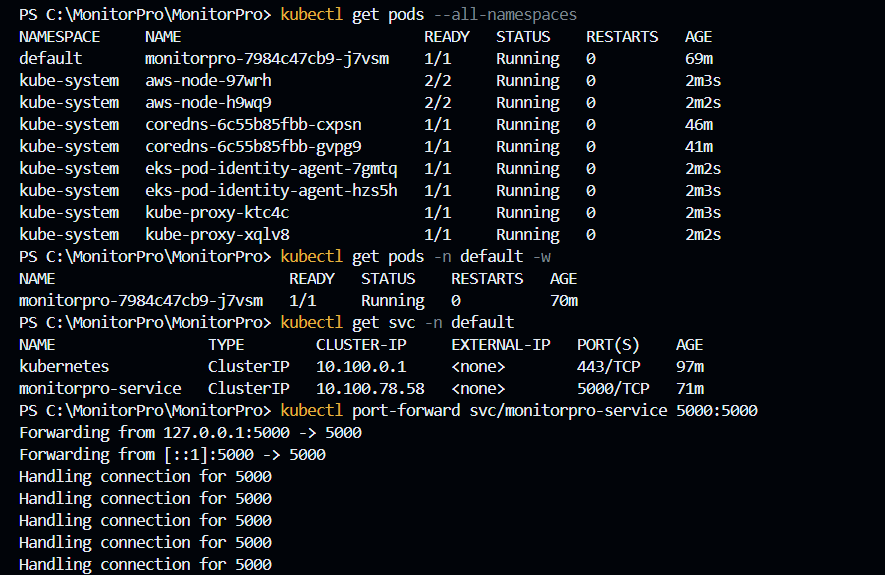 PS C:\MonitorPro\MonitorPro> kubectl get pods --all-namespaces
NAMESPACE NAME READY STATUS RESTARTS AGE
default monitorpro-7984c47cb9-j7vsm 1/1 Running 0 69m
kube-system aws-node-97wrh 2/2 Running 0 2m3s
kube-system aws-node-h9wq9 2/2 Running 0 2m2s
kube-system coredns-6c55b85fbb-cxpsn 1/1 Running 0 46m
kube-system coredns-6c55b85fbb-gvpg9 1/1 Running 0 41m
kube-system eks-pod-identity-agent-7gmtq 1/1 Running 0 2m2s
kube-system eks-pod-identity-agent-hzs5h 1/1 Running 0 2m3s
kube-system kube-proxy-ktc4c 1/1 Running 0 2m3s
kube-system kube-proxy-xqlv8 1/1 Running 0 2m2s
PS C:\MonitorPro\MonitorPro> kubectl get pods -n default -w
NAME READY STATUS RESTARTS AGE
monitorpro-7984c47cb9-j7vsm 1/1 Running 0 70m
PS C:\MonitorPro\MonitorPro> kubectl get svc -n default
NAME TYPE CLUSTER-IP EXTERNAL-IP PORT(S) AGE
kubernetes ClusterIP 10.100.0.1 <none> 443/TCP 97m
monitorpro-service ClusterIP 10.100.78.58 <none> 5000/TCP 71m
PS C:\MonitorPro\MonitorPro> kubectl port-forward svc/monitorpro-service 5000:5000
Forwarding from 127.0.0.1:5000 -> 5000
Forwarding from [::1]:5000 -> 5000
Handling connection for 5000
Handling connection for 5000
Handling connection for 5000
Handling connection for 5000
Handling connection for 5000